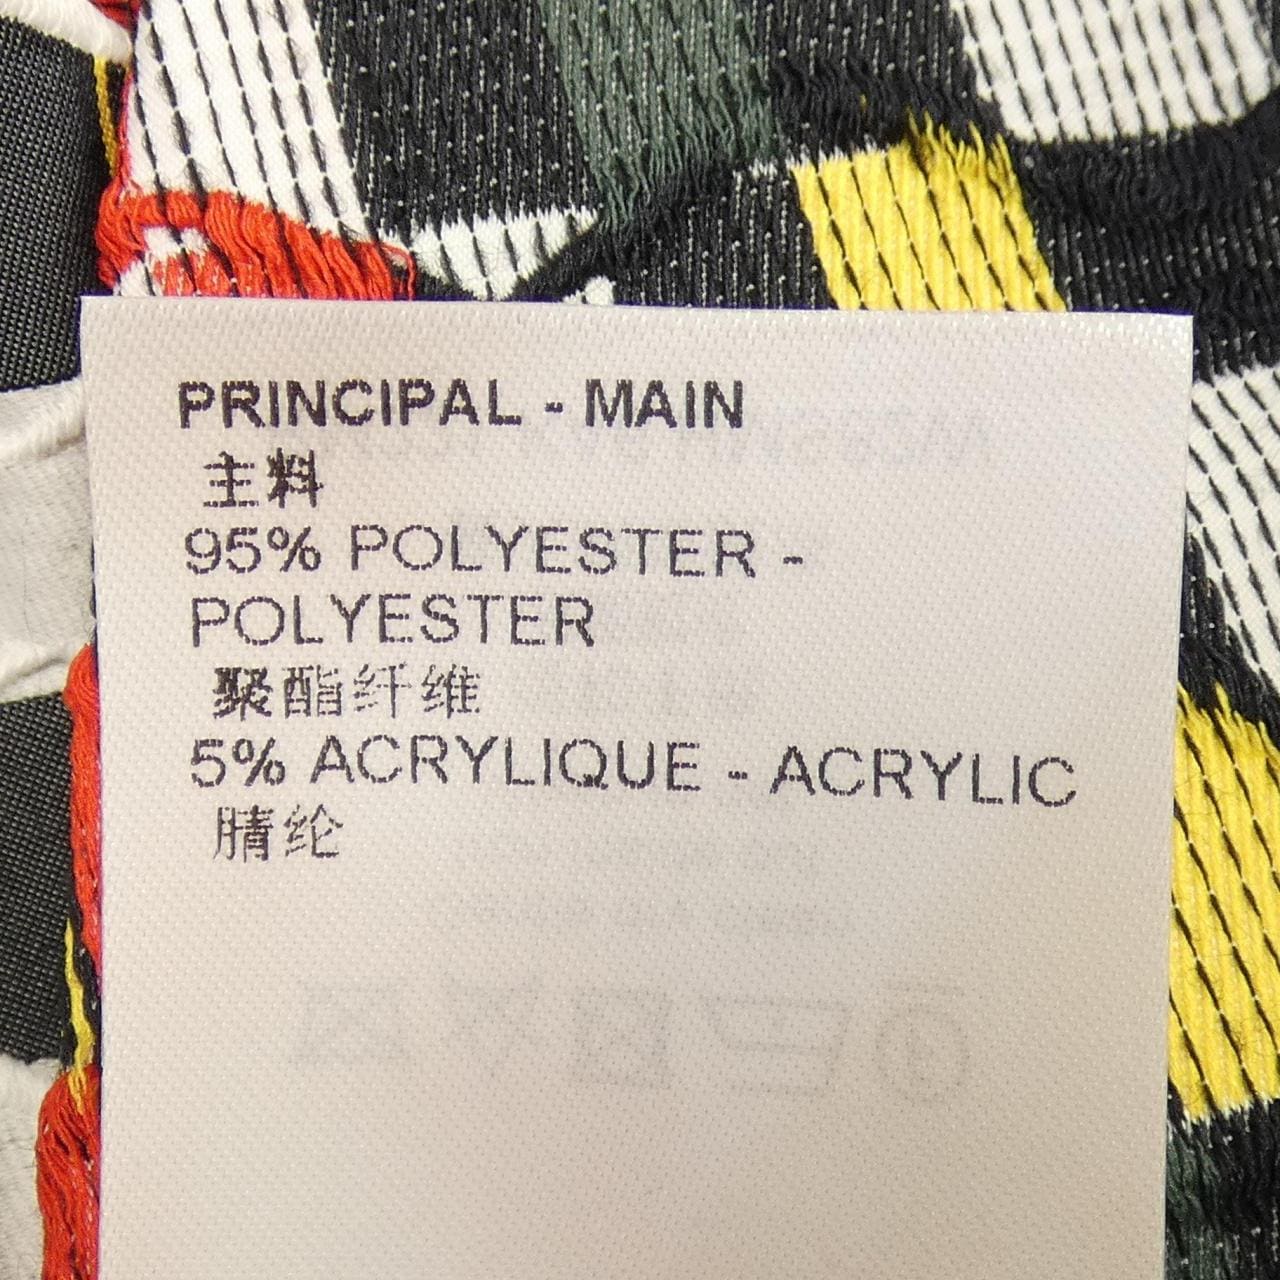 PRINCIPAL - MAIN
主料
95% POLYESTER -
POLYESTER
聚酯纤维
5% ACRYLIQUE - ACRYLIC
腈纶